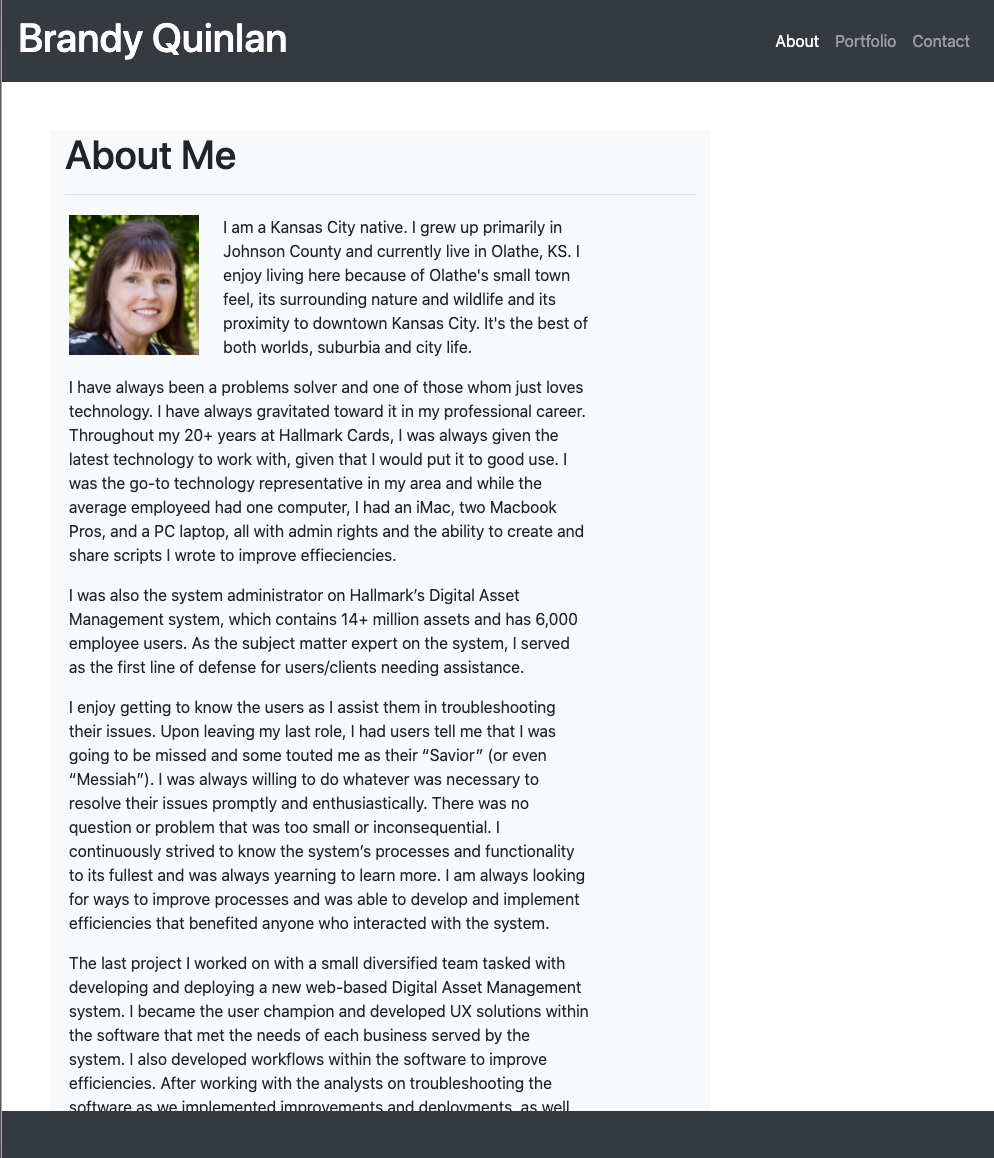 Brandy Quinlan
About Portfolio Contact
About Me
I am a Kansas City native. I grew up primarily in
Johnson County and currently live in Olathe, KS. I
enjoy living here because of Olathe's small town
feel, its surrounding nature and wildlife and its
proximity to downtown Kansas City. It's the best of
both worlds, suburbia and city life.
I have always been a problems solver and one of those whom just loves
technology. I have always gravitated toward it in my professional career.
Throughout my 20+ years at Hallmark Cards, I was always given the
latest technology to work with, given that I would put it to good use. I
was the go-to technology representative in my area and while the
average employeed had one computer, I had an iMac, two Macbook
Pros, and a PC laptop, all with admin rights and the ability to create and
share scripts I wrote to improve effieciencies.
I was also the system administrator on Hallmark’s Digital Asset
Management system, which contains 14+ million assets and has 6,000
employee users. As the subject matter expert on the system, I served
as the first line of defense for users/clients needing assistance.
I enjoy getting to know the users as I assist them in troubleshooting
their issues. Upon leaving my last role, I had users tell me that I was
going to be missed and some touted me as their “Savior” (or even
“Messiah”). I was always willing to do whatever was necessary to
resolve their issues promptly and enthusiastically. There was no
question or problem that was too small or inconsequential. I
continuously strived to know the system’s processes and functionality
to its fullest and was always yearning to learn more. I am always looking
for ways to improve processes and was able to develop and implement
efficiencies that benefited anyone who interacted with the system.
The last project I worked on with a small diversified team tasked with
developing and deploying a new web-based Digital Asset Management
system. I became the user champion and developed UX solutions within
the software that met the needs of each business served by the
system. I also developed workflows within the software to improve
efficiencies. After working with the analysts on troubleshooting the
software as we implemented improvements and deployments, as well